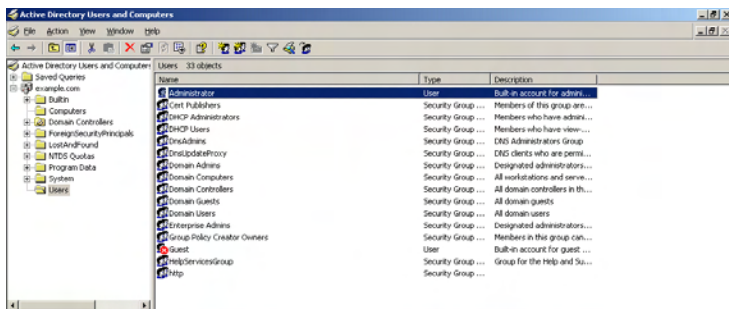 Active Directory Users and Computers
File Action View Window Help
Active Directory Users and Computers Users 33 objects
Saved Queries
example.com
Builtin
Computers
Domain Controllers
ForeignSecurityPrincipals
LostAndFound
NTDS Quotas
Program Data
System
Users
Name Type Description
Administrator User Built-in account for admini...
Cert Publishers Security Group ... Members of this group are...
DHCP Administrators Security Group ... Members who have admini...
DHCP Users Security Group ... Members who have view-...
DnsAdmins Security Group ... DNS Administrators Group
DnsUpdateProxy Security Group ... DNS clients who are permi...
Domain Admins Security Group ... Designated administrators...
Domain Computers Security Group ... All workstations and serve...
Domain Controllers Security Group ... All domain controllers in th...
Domain Guests Security Group ... All domain guests
Domain Users Security Group ... All domain users
Enterprise Admins Security Group ... Designated administrators...
Group Policy Creator Owners Security Group ... Members in this group can...
Guest User Built-in account for guest ...
HelpServicesGroup Security Group ... Group for the Help and Su...
http Security Group ...